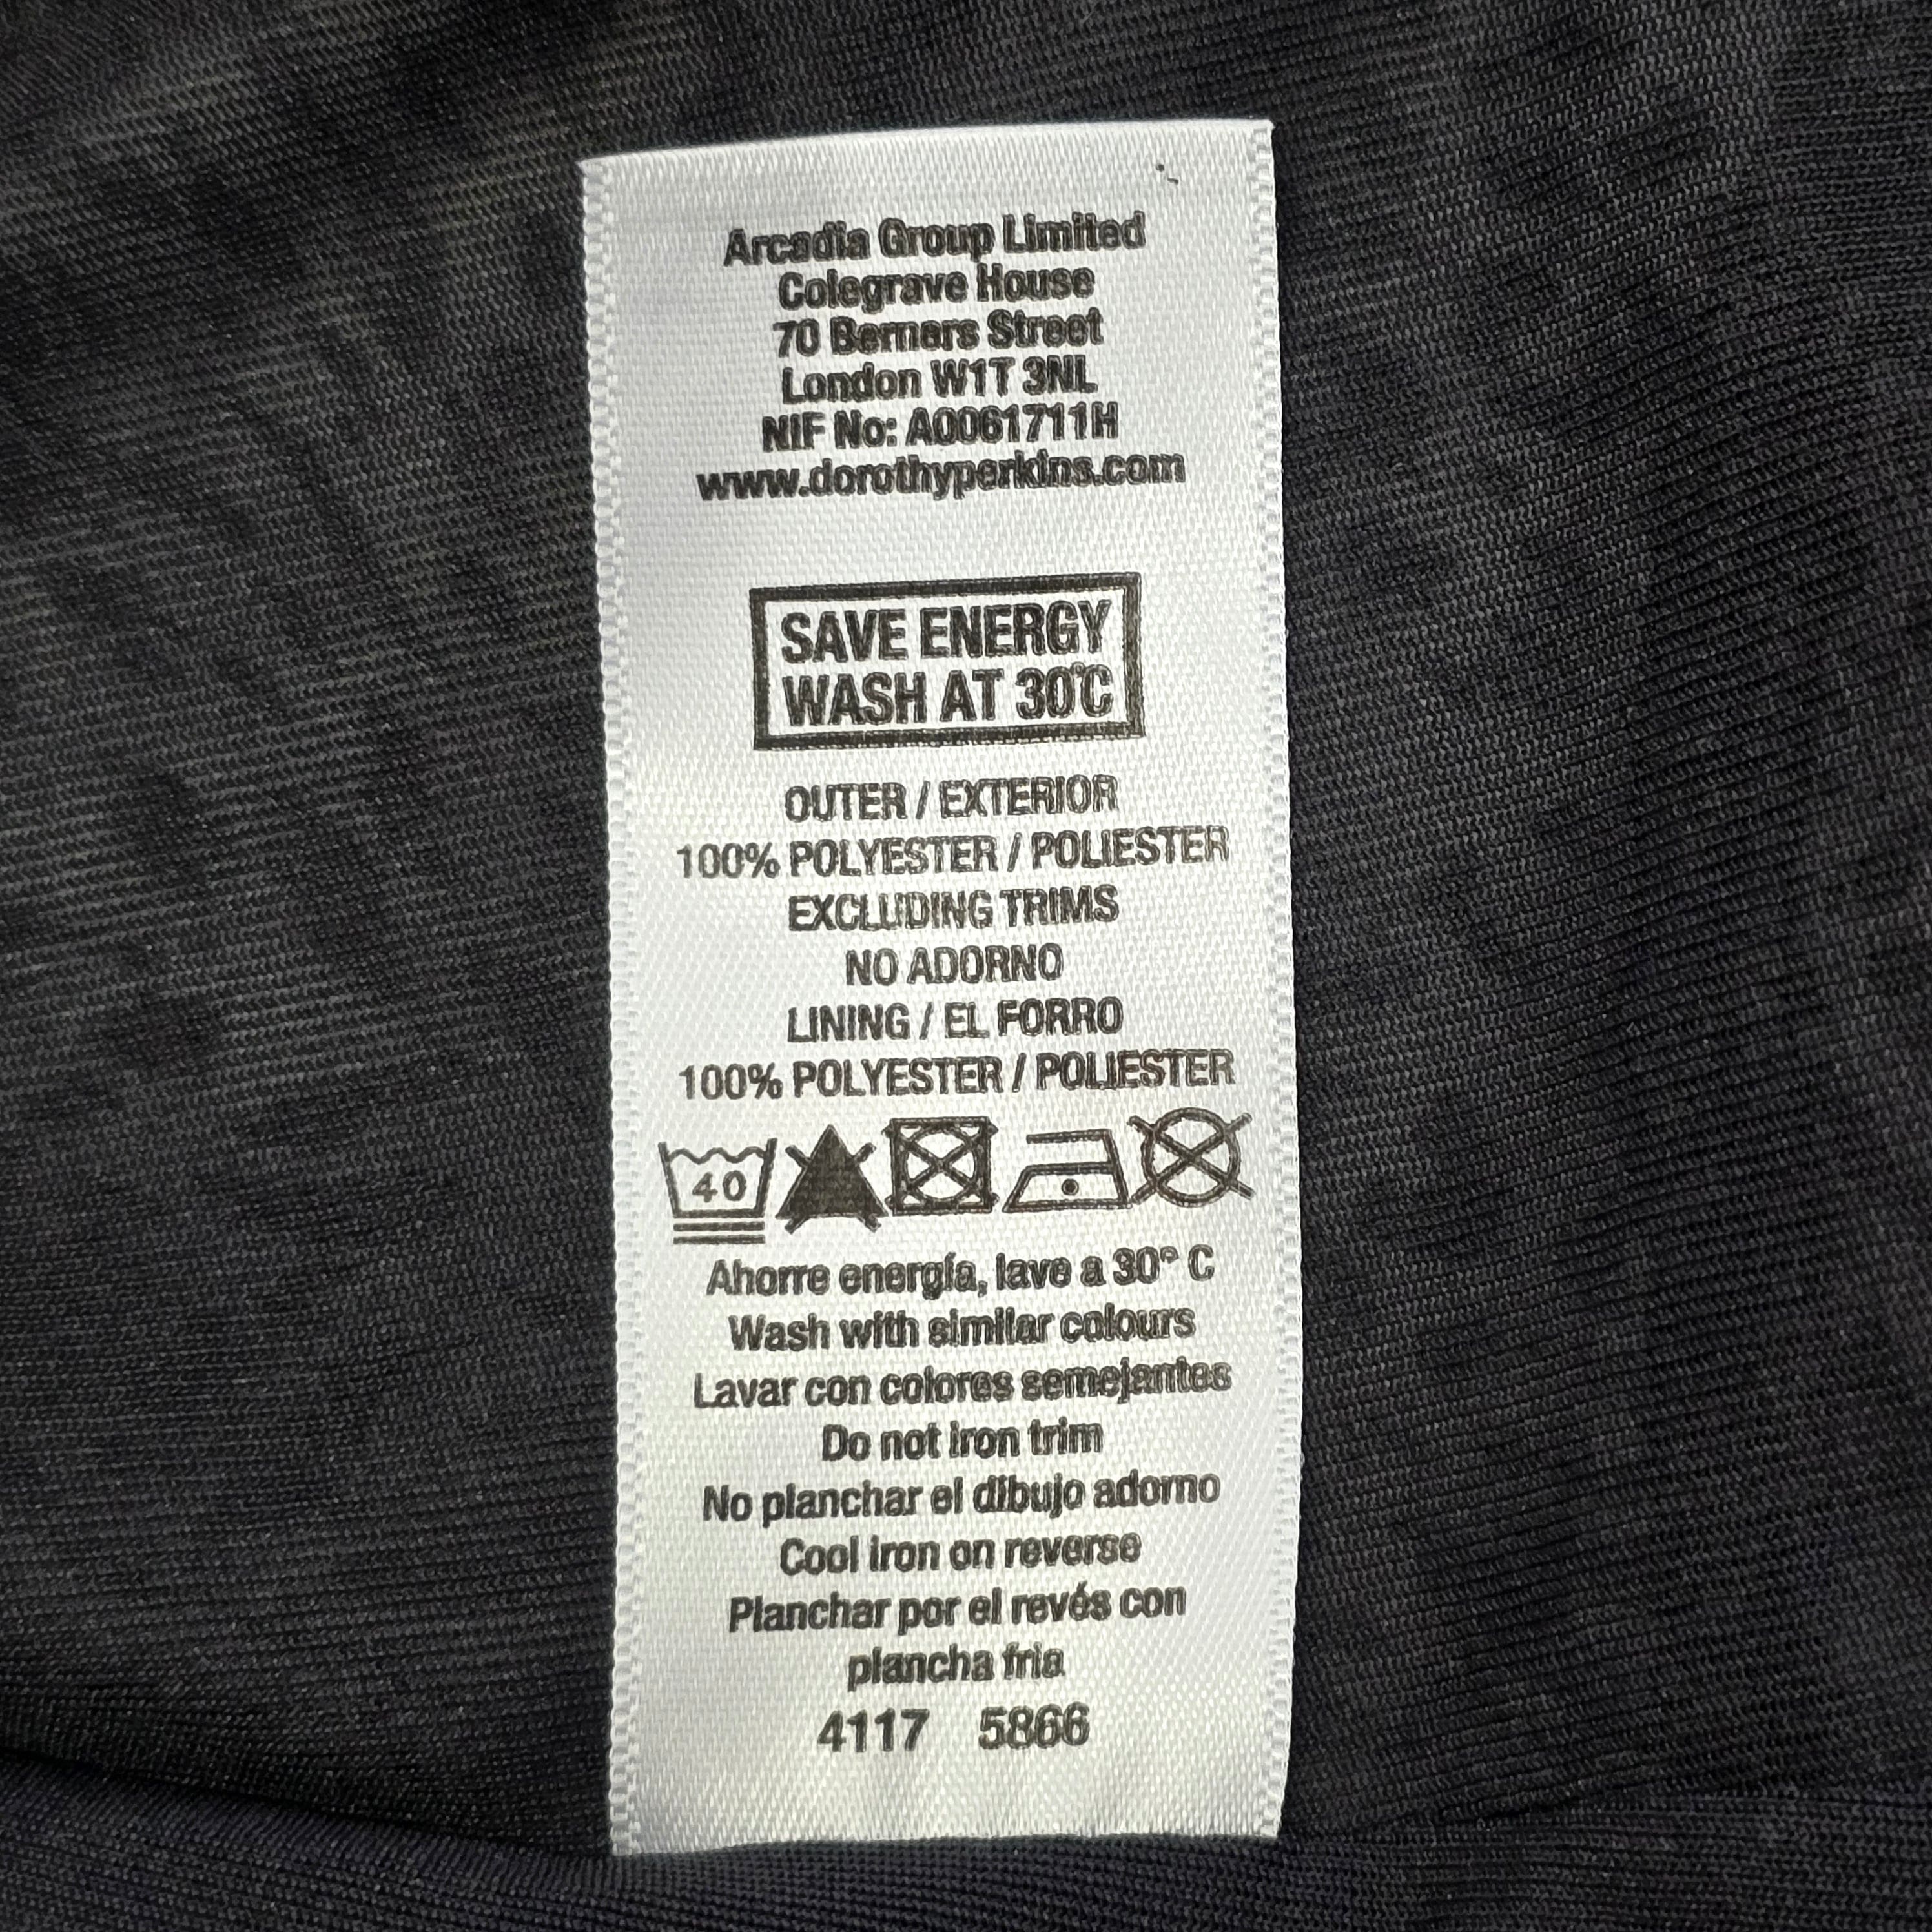 Arcadia Group Limited
Colegrave House
70 Berners Street
London W1T 3NL
NIF No: A0061711H
www.dorothyperkins.com
SAVE ENERGY
WASH AT 30°C
OUTER / EXTERIOR
100% POLYESTER / POLIESTER
EXCLUDING TRIMS
NO ADORNO
LINING / EL FORRO
100% POLYESTER / POLIESTER
40
Ahorre energía, lave a 30° C
Wash with similar colours
Lavar con colores semejantes
Do not iron trim
No planchar el dibujo adorno
Cool iron on reverse
Planchar por el revés con
plancha fria
4117 5866